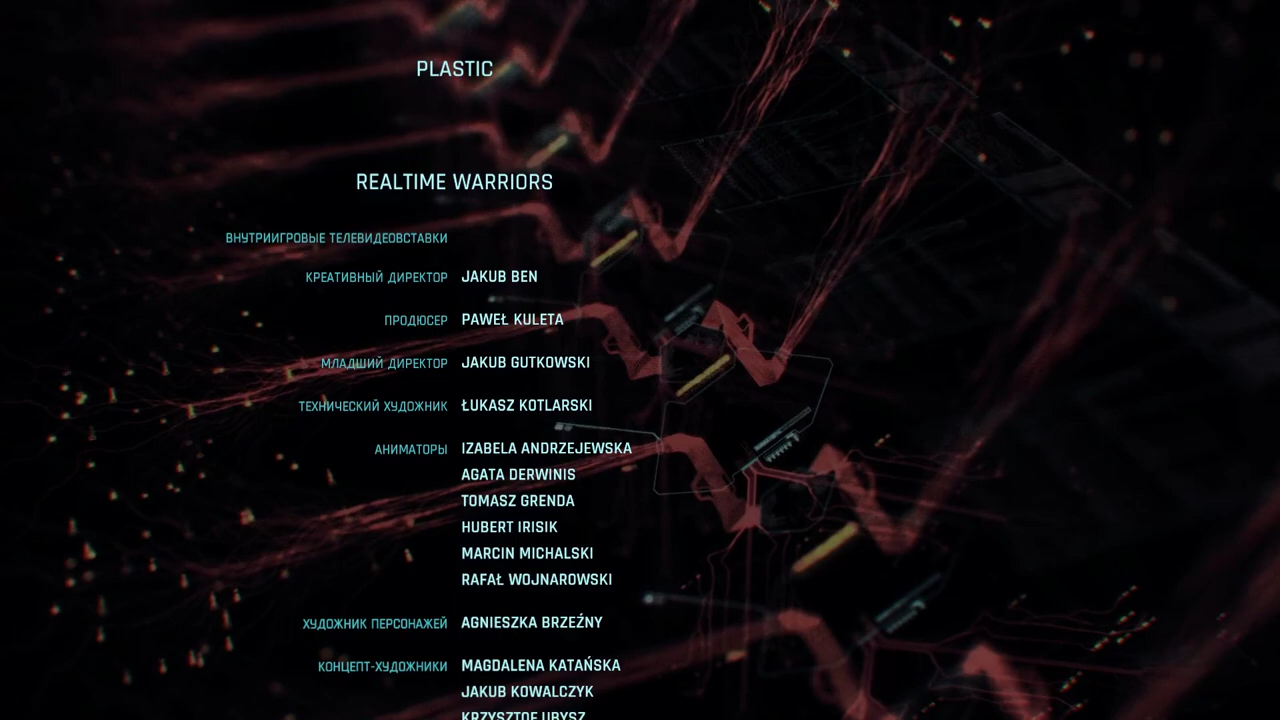 PLASTIC
REALTIME WARRIORS
ВНУТРИИГРОВЫЕ ТЕЛЕВИДЕОВСТАВКИ
КРЕАТИВНЫЙ ДИРЕКТОР JAKUB BEN
ПРОДЮСЕР PAWEŁ KULETA
МЛАДШИЙ ДИРЕКТОР JAKUB GUTKOWSKI
ТЕХНИЧЕСКИЙ ХУДОЖНИК ŁUKASZ KOTLARSKI
АНИМАТОРЫ IZABELA ANDRZEJEWSKA
AGATA DERWINIS
TOMASZ GRENDA
HUBERT IRISIK
MARCIN MICHALSKI
RAFAŁ WOJNAROWSKI
ХУДОЖНИК ПЕРСОНАЖЕЙ AGNIESZKA BRZEŹNY
КОНЦЕПТ-ХУДОЖНИКИ MAGDALENA KATAŃSKA
JAKUB KOWALCZYK
KRZYSZTOF UBYSZ